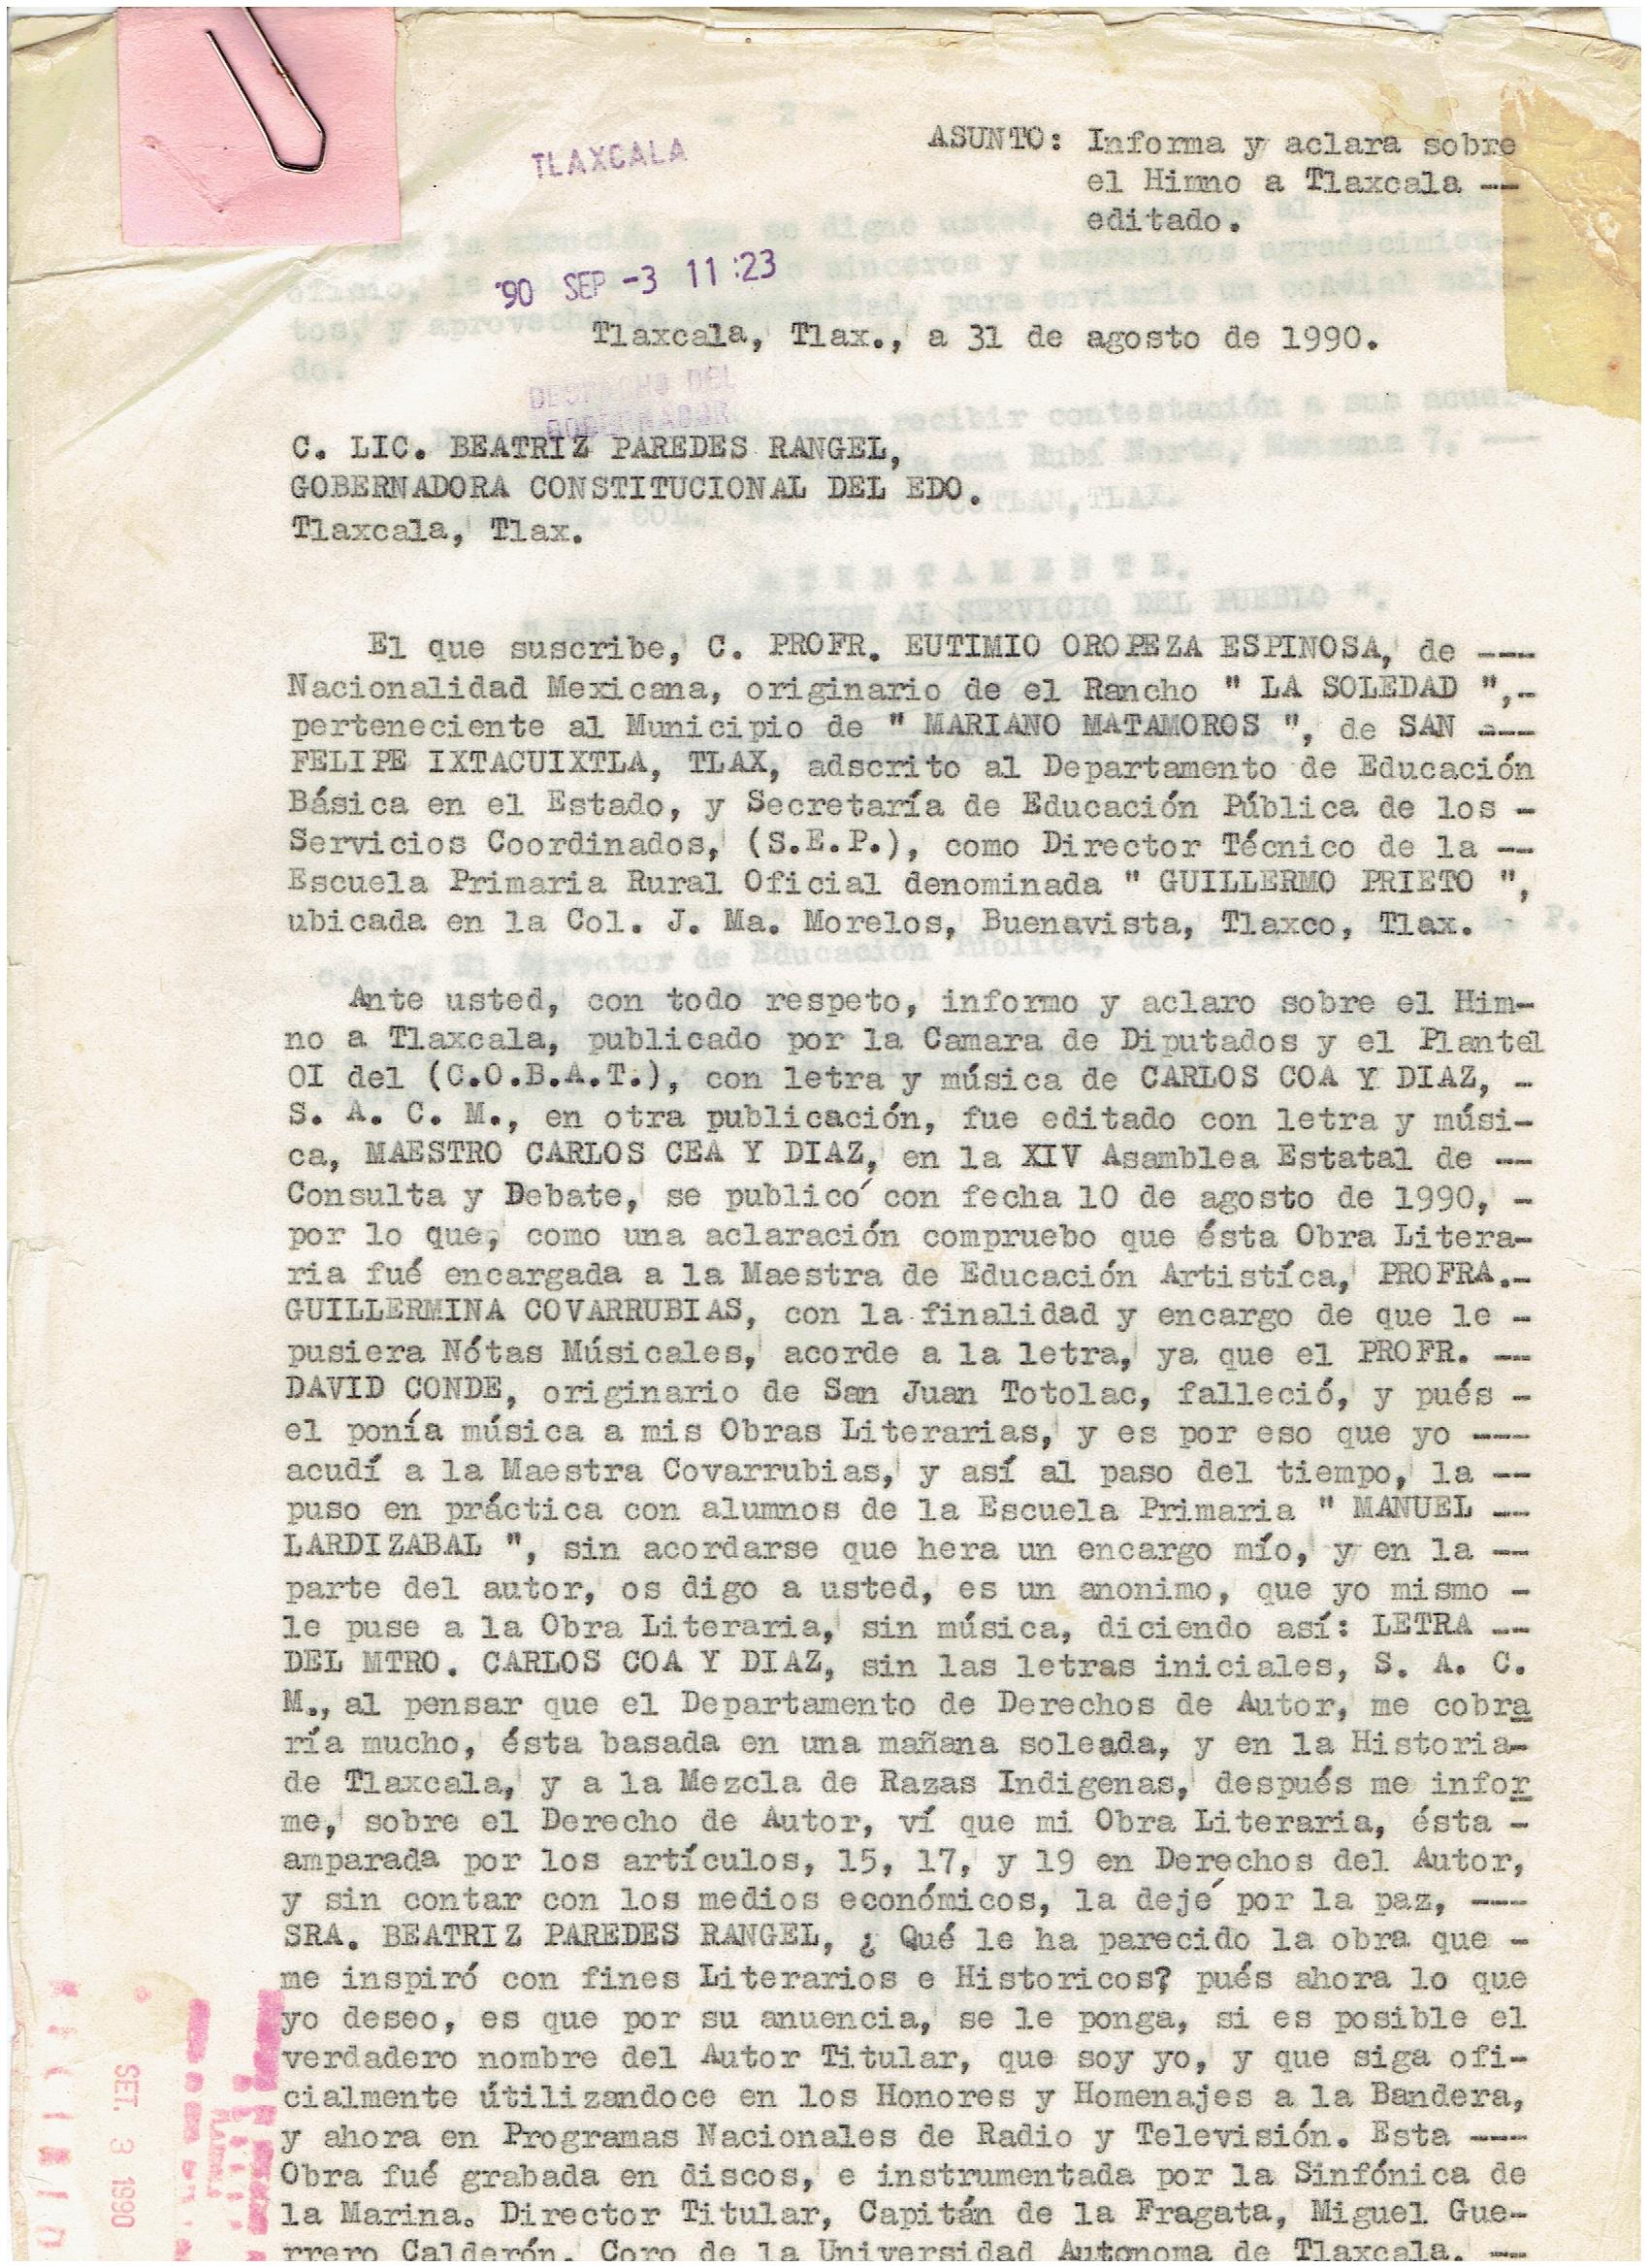 TLAXCALA
ASUNTO: Informa y aclara sobre
el Himno a Tlaxcala --
editado.
'90 SEP -3 11:23
Tlaxcala, Tlax., a 31 de agosto de 1990.
DESPACHO DEL
GOBERNADOR
C. LIC. BEATRIZ PAREDES RANGEL,
GOBERNADORA CONSTITUCIONAL DEL EDO.
Tlaxcala, Tlax.
El que suscribe, C. PROFR. EUTIMIO OROPEZA ESPINOSA, de ---
Nacionalidad Mexicana, originario de el Rancho " LA SOLEDAD ",-
perteneciente al Municipio de " MARIANO MATAMOROS ", de SAN ---
FELIPE IXTACUIXTLA, TLAX, adscrito al Departamento de Educación
Básica en el Estado, y Secretaría de Educación Pública de los -
Servicios Coordinados, (S.E.P.), como Director Técnico de la --
Escuela Primaria Rural Oficial denominada " GUILLERMO PRIETO ",
ubicada en la Col. J. Ma. Morelos, Buenavista, Tlaxco, Tlax.
Ante usted, con todo respeto, informo y aclaro sobre el Him-
no a Tlaxcala, publicado por la Camara de Diputados y el Plantel
OI del (C.O.B.A.T.), con letra y música de CARLOS COA Y DIAZ, -
S. A. C. M., en otra publicación, fue editado con letra y músi-
ca, MAESTRO CARLOS CEA Y DIAZ, en la XIV Asamblea Estatal de --
Consulta y Debate, se publicó con fecha 10 de agosto de 1990, -
por lo que, como una aclaración compruebo que ésta Obra Litera-
ria fué encargada a la Maestra de Educación Artistíca, PROFRA.-
GUILLERMINA COVARRUBIAS, con la finalidad y encargo de que le -
pusiera Nótas Músicales, acorde a la letra, ya que el PROFR. --
DAVID CONDE, originario de San Juan Totolac, falleció, y pués -
el ponía música a mis Obras Literarias, y es por eso que yo ---
acudí a la Maestra Covarrubias, y así al paso del tiempo, la --
puso en práctica con alumnos de la Escuela Primaria " MANUEL --
LARDIZABAL ", sin acordarse que hera un encargo mío, y en la --
parte del autor, os digo a usted, es un anonimo, que yo mismo -
le puse a la Obra Literaria, sin música, diciendo así: LETRA --
DEL MTRO. CARLOS COA Y DIAZ, sin las letras iniciales, S. A. C.
M., al pensar que el Departamento de Derechos de Autor, me cobra
ría mucho, ésta basada en una mañana soleada, y en la Historia-
de Tlaxcala, y a la Mezcla de Razas Indigenas, después me infor
me, sobre el Derecho de Autor, ví que mi Obra Literaria, ésta -
amparada por los artículos, 15, 17, y 19 en Derechos del Autor,
y sin contar con los medios económicos, la dejé por la paz, ---
SRA. BEATRIZ PAREDES RANGEL, ¿ Qué le ha parecido la obra que -
me inspiró con fines Literarios e Historicos? pués ahora lo que
yo deseo, es que por su anuencia, se le ponga, si es posible el
verdadero nombre del Autor Titular, que soy yo, y que siga ofi-
cialmente útilizandoce en los Honores y Homenajes a la Bandera,
y ahora en Programas Nacionales de Radio y Televisión. Esta ---
Obra fué grabada en discos, e instrumentada por la Sinfónica de
la Marina. Director Titular, Capitán de la Fragata, Miguel Gue-
rrero Calderón, Coro de la Universidad Autonoma de Tlaxcala. --
SET. 3 1990